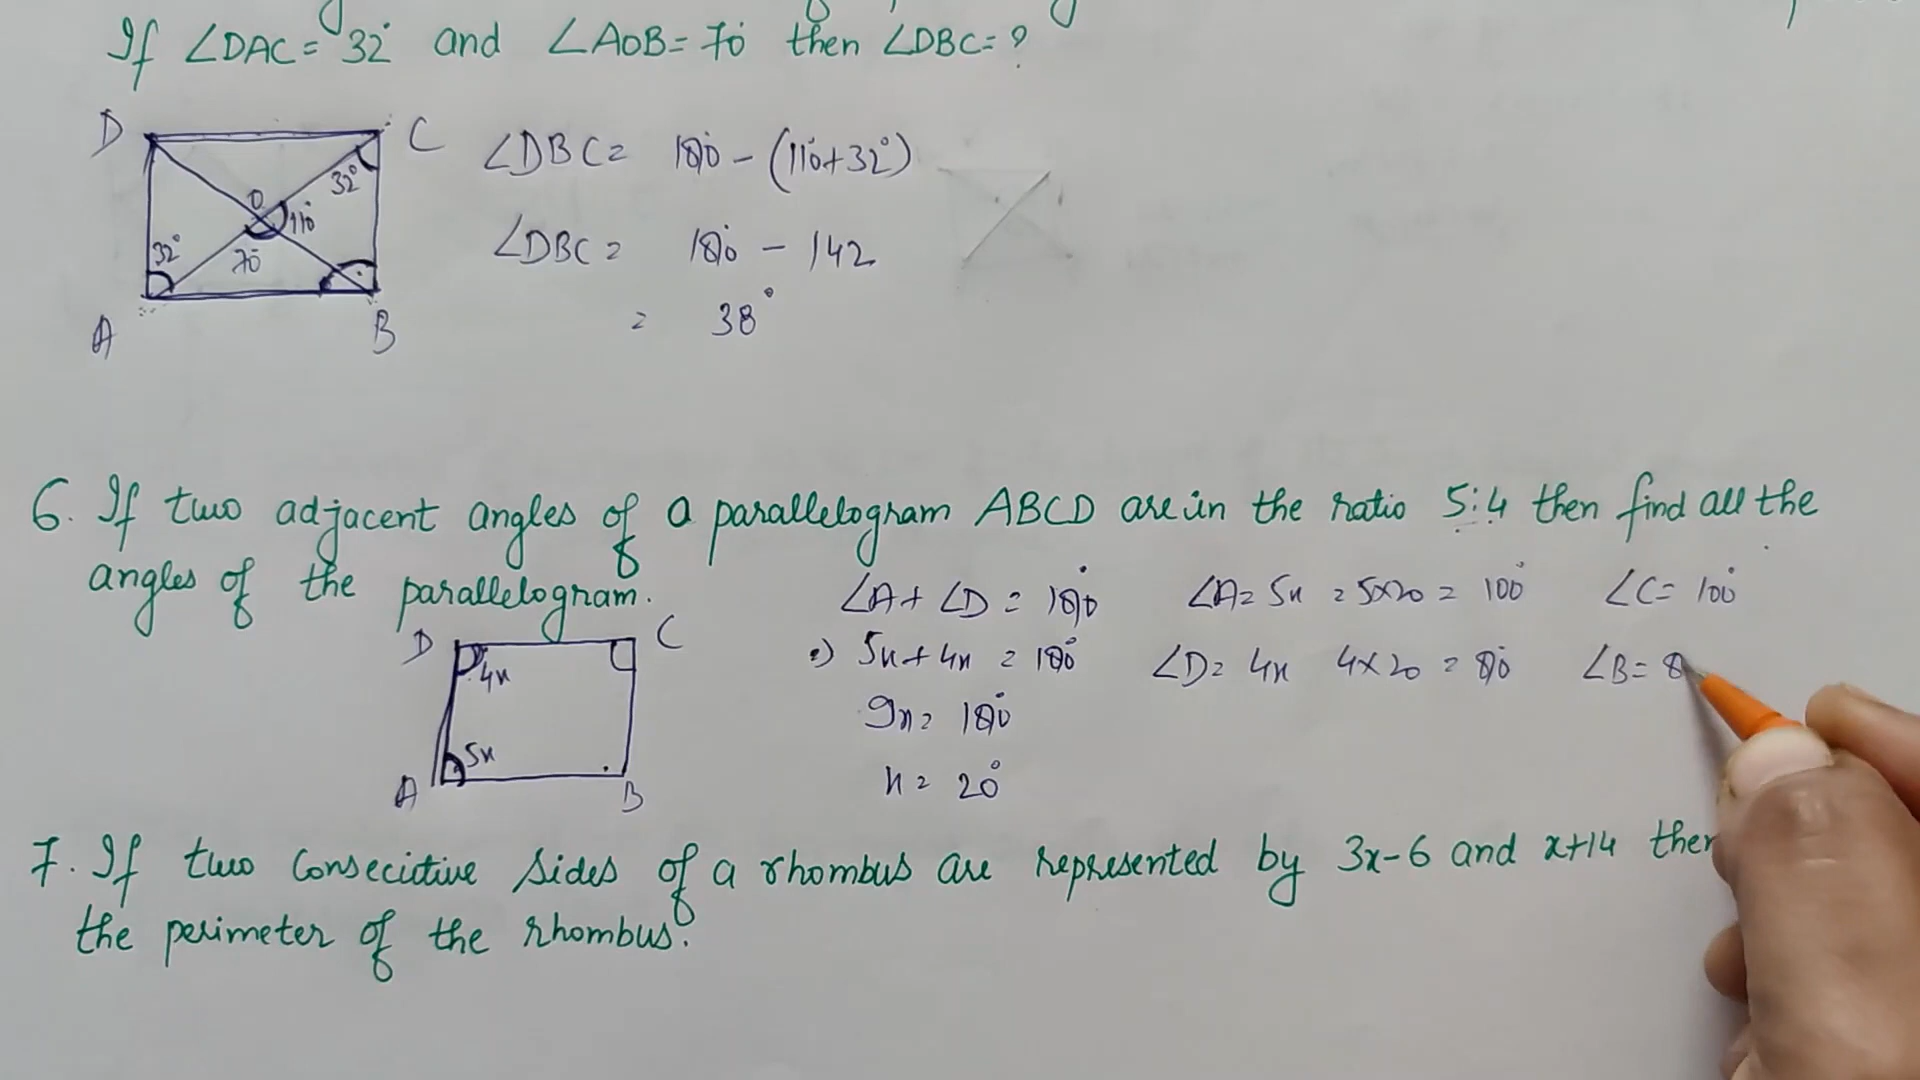 If ∠DAC= 32° and ∠AOB= 70° then ∠DBC= ?
D C
∠DBC = 180° - (110°+32°)
32°
O
110°
32°
70°
∠DBC = 180° - 142
= 38°
A B
6. If two adjacent angles of a parallelogram ABCD are in the ratio 5:4 then find all the
angles of the parallelogram.
∠A + ∠D = 180° ∠A= 5x = 5×20 = 100° ∠C= 100°
D C
4x
5x + 4x = 180° ∠D= 4x 4×20 = 80° ∠B= 8
9x = 180°
5x
x = 20°
A B
7. If two Consecitive sides of a rhombus are represented by 3x-6 and x+14 then
the perimeter of the rhombus?